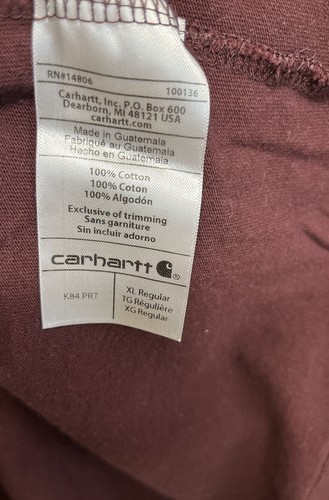 RN#14806 100136
Carhartt, Inc. P.O. Box 600
Dearborn, MI 48121 USA
carhartt.com
Made in Guatemala
Fabriqué au Guatemala
Hecho en Guatemala
100% Cotton
100% Coton
100% Algodón
Exclusive of trimming
Sans garniture
Sin incluir adorno
carhartt ®
K84 PRT
XL Regular
TG Régulière
XG Regular